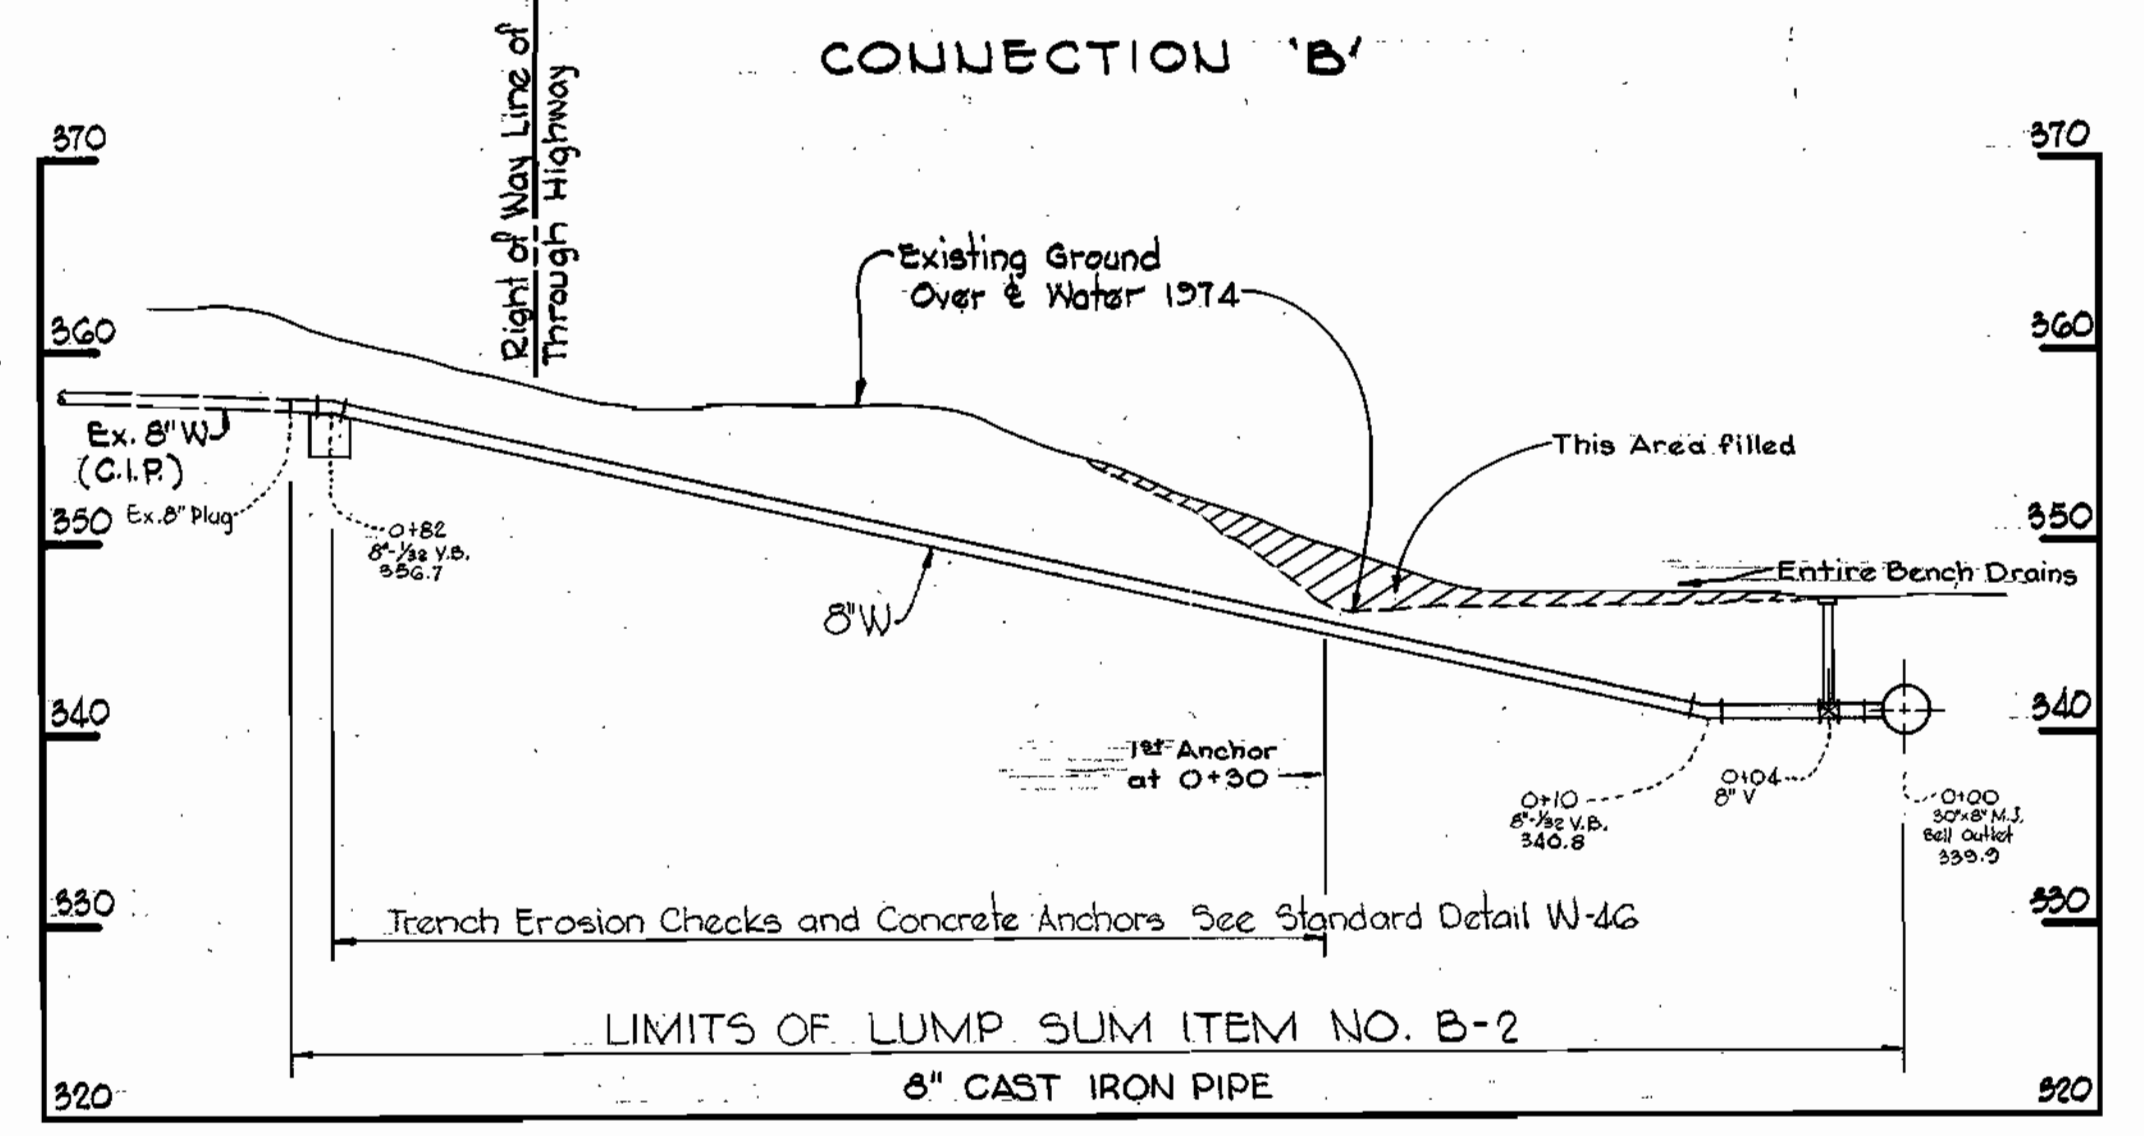 CONNECTION 'B'
Right of Way Line of
Through Highway
370
370
Existing Ground
Over ℄ Water 1974
360
360
Ex. 8" W
(C.I.P.)
This Area filled
350
Ex. 8" Plug
350
0+82
8"-1/32 V.B.
356.7
Entire Bench Drains
8"W
340
340
1st Anchor
at 0+30
0+10
8"-1/32 V.B.
340.8
0+04
8" V
0+00
30"x8" M.J.
Bell Outlet
339.9
330
330
Trench Erosion Checks and Concrete Anchors See Standard Detail W-46
LIMITS OF LUMP SUM ITEM NO. B-2
8" CAST IRON PIPE
320
320